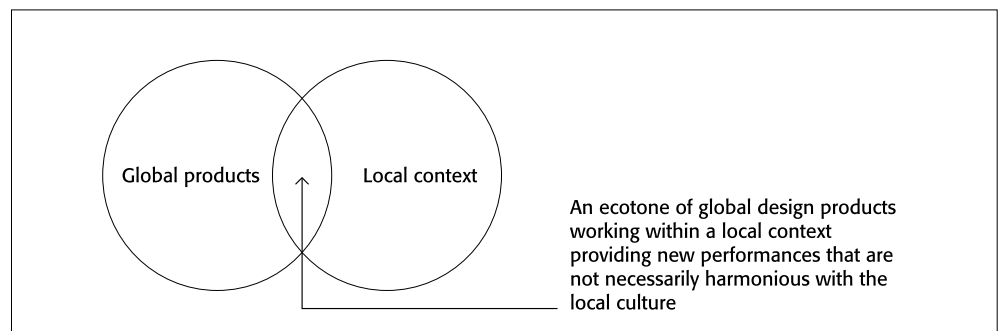 Global products
Local context
An ecotone of global design products
working within a local context
providing new performances that are
not necessarily harmonious with the
local culture